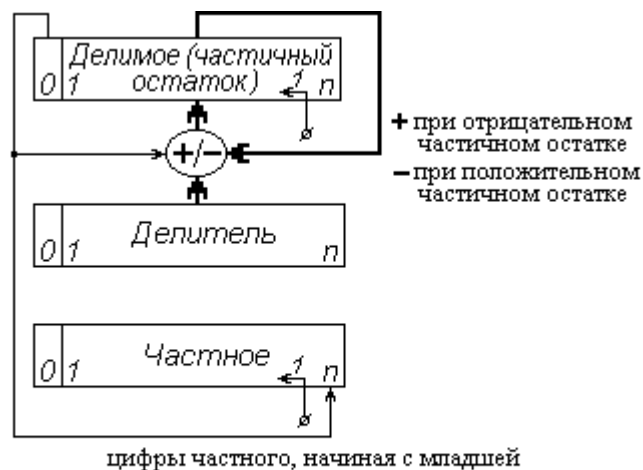 Делимое (частичный
остаток)
0 1 1 n
+/−
+ при отрицательном
частичном остатке
− при положительном
частичном остатке
Делитель
0 1 n
Частное
0 1 1 n
цифры частного, начиная с младшей